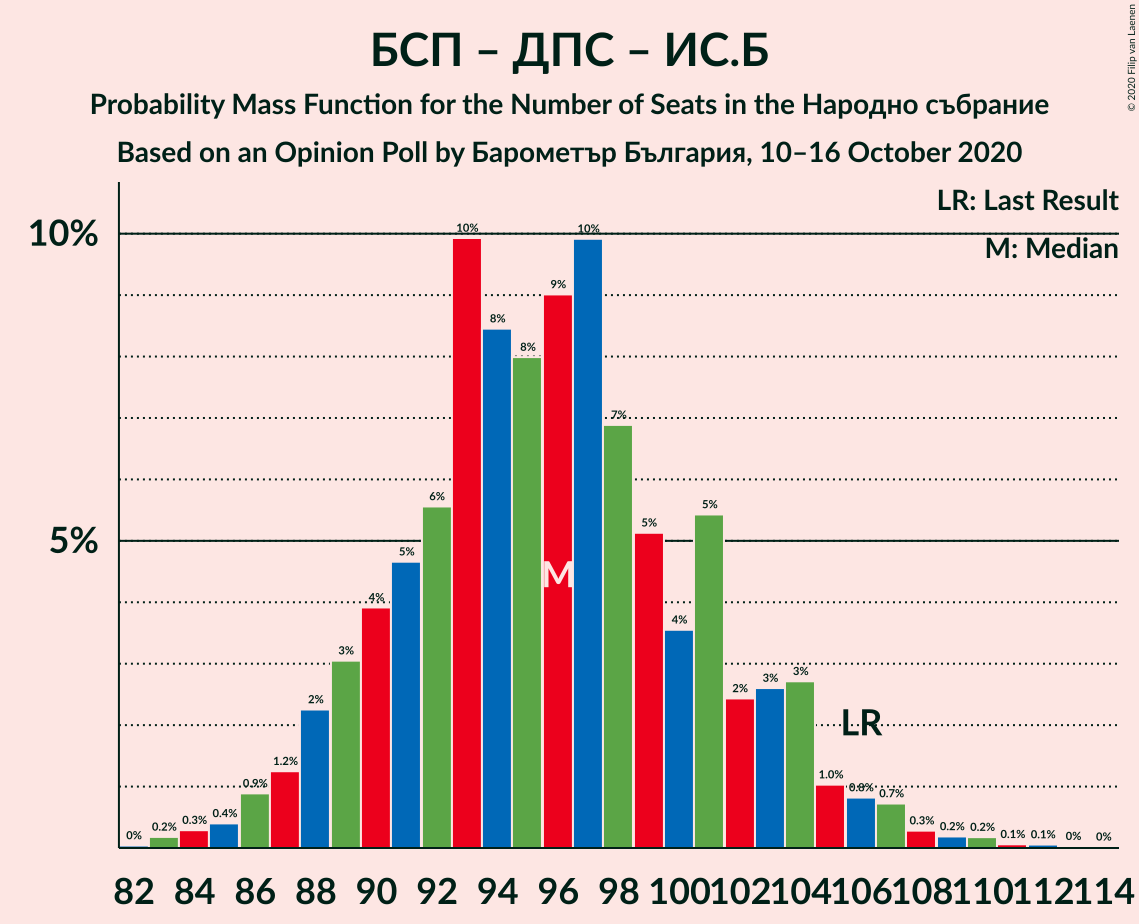 БСП – ДПС – ИС.Б
Probability Mass Function for the Number of Seats in the Народно събрание
Based on an Opinion Poll by Барометър България, 10–16 October 2020
© 2020 Filip van Laenen
LR: Last Result
M: Median
10%
5%
0% 0.2% 0.3% 0.4% 0.9% 1.2% 2% 3% 4% 5% 6% 10% 8% 8% 9% 10% 7% 5% 4% 5% 2% 3% 3% 1.0% 0.8% 0.7% 0.3% 0.2% 0.2% 0.1% 0.1% 0% 0%
M
LR
82 84 86 88 90 92 94 96 98 100 102 104 106 108 110 112 114